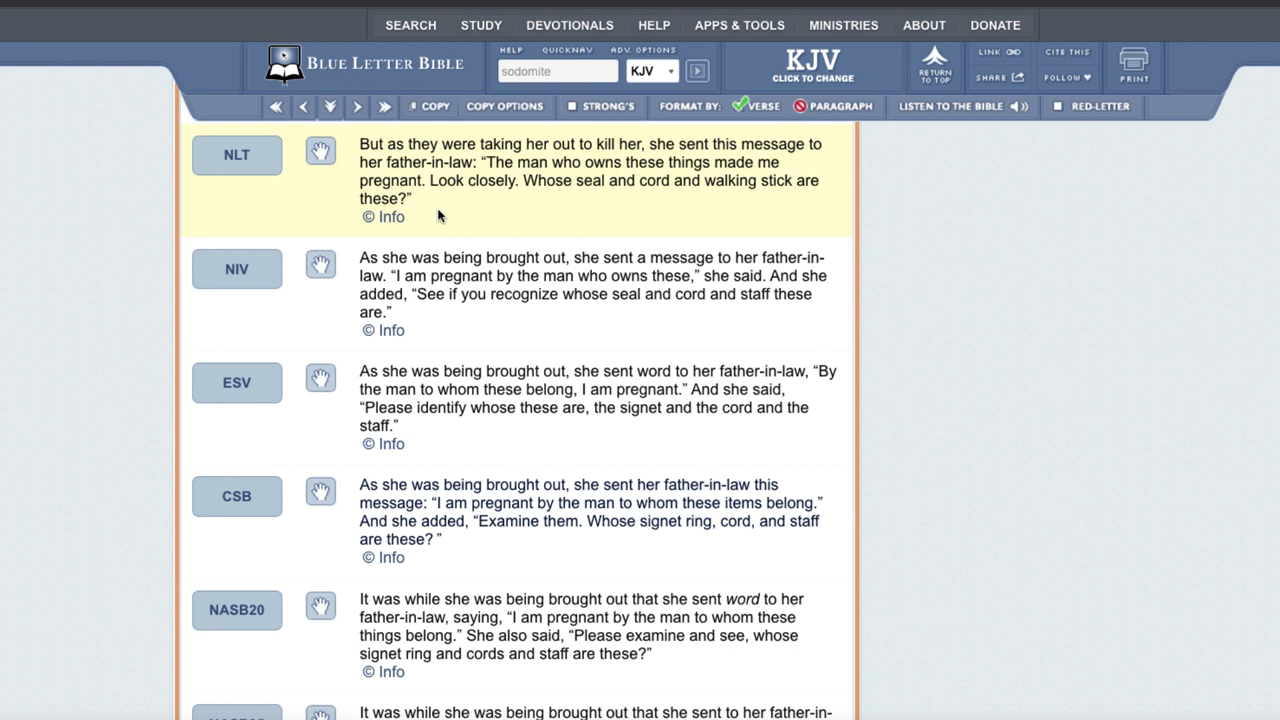 SEARCH STUDY DEVOTIONALS HELP APPS & TOOLS MINISTRIES ABOUT DONATE
BLUE LETTER BIBLE
HELP QUICKNAV ADV. OPTIONS
sodomite KJV
KJV
CLICK TO CHANGE
RETURN
TO TOP
LINK CITE THIS
SHARE FOLLOW
PRINT
COPY COPY OPTIONS STRONG'S FORMAT BY: VERSE PARAGRAPH LISTEN TO THE BIBLE RED-LETTER
NLT
But as they were taking her out to kill her, she sent this message to
her father-in-law: “The man who owns these things made me
pregnant. Look closely. Whose seal and cord and walking stick are
these?”
© Info
NIV
As she was being brought out, she sent a message to her father-in-
law. “I am pregnant by the man who owns these,” she said. And she
added, “See if you recognize whose seal and cord and staff these
are.”
© Info
ESV
As she was being brought out, she sent word to her father-in-law, “By
the man to whom these belong, I am pregnant.” And she said,
“Please identify whose these are, the signet and the cord and the
staff.”
© Info
CSB
As she was being brought out, she sent her father-in-law this
message: “I am pregnant by the man to whom these items belong.”
And she added, “Examine them. Whose signet ring, cord, and staff
are these? ”
© Info
NASB20
It was while she was being brought out that she sent word to her
father-in-law, saying, “I am pregnant by the man to whom these
things belong.” She also said, “Please examine and see, whose
signet ring and cords and staff are these?”
© Info
It was while she was being brought out that she sent to her father-in-